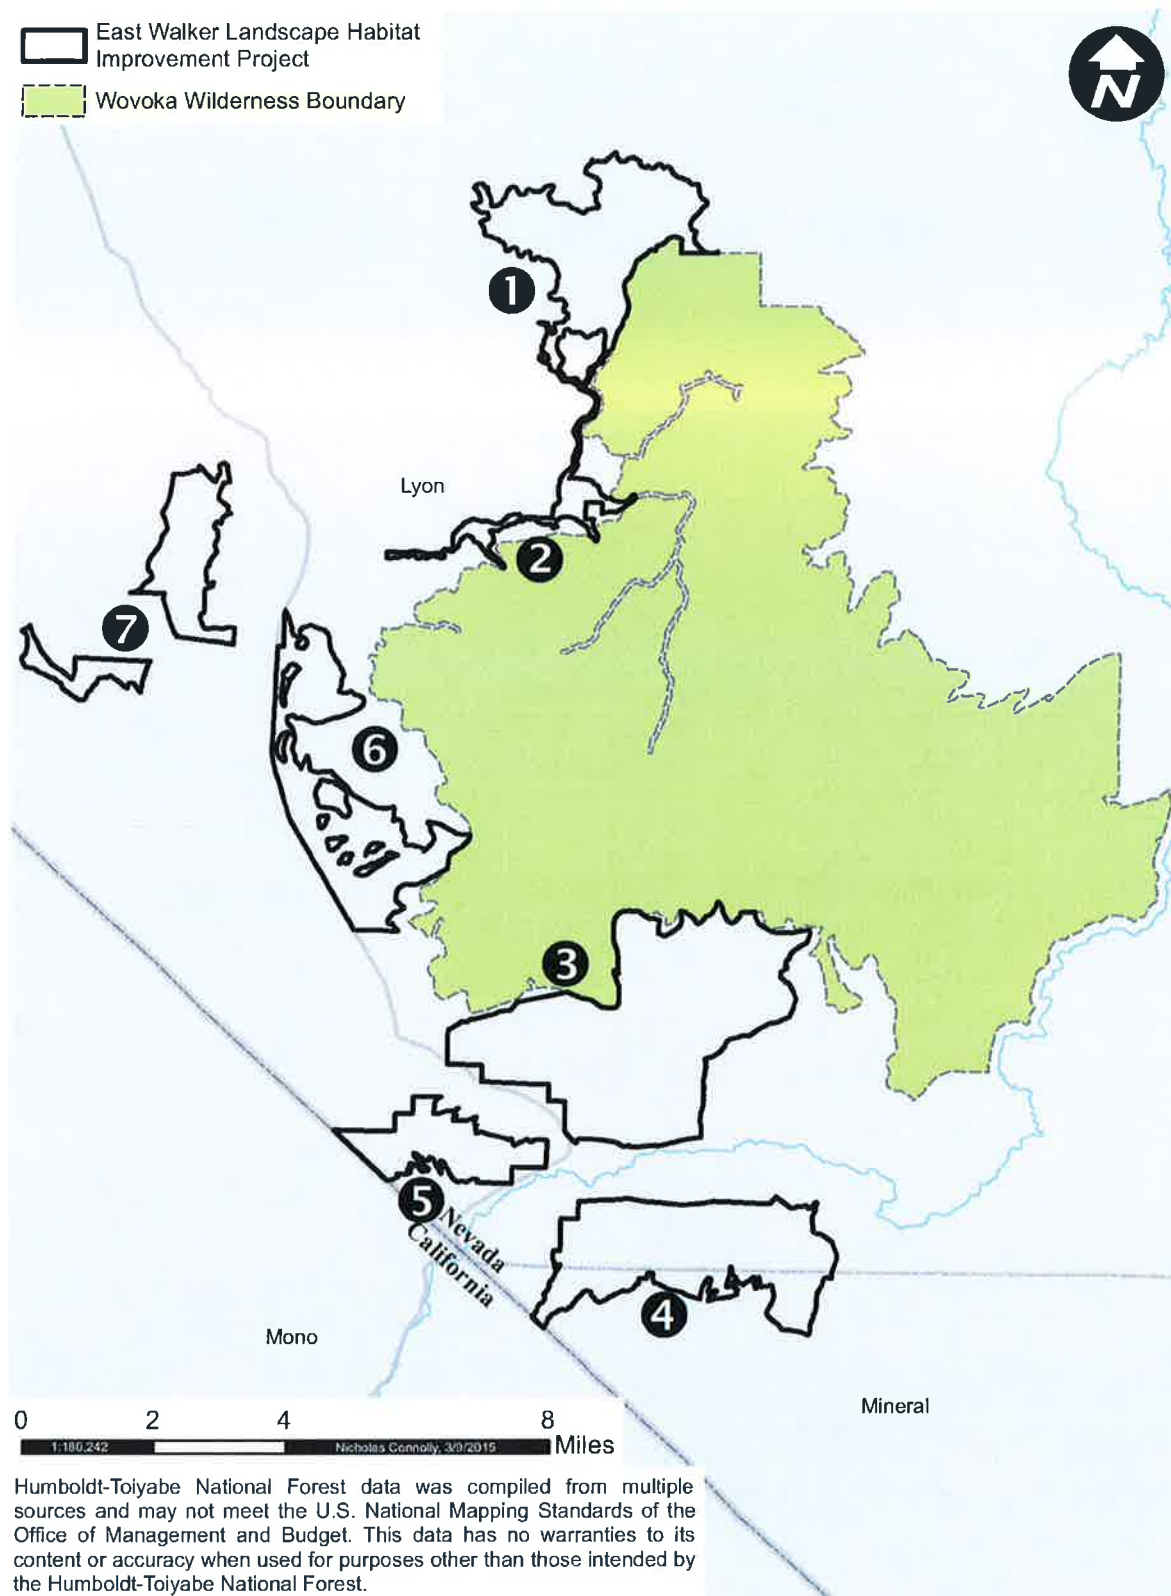 East Walker Landscape Habitat
Improvement Project
Wovoka Wilderness Boundary
N
1
Lyon
2
7
6
3
5
Nevada
California
4
Mono
Mineral
0 2 4 8
1:180,242 Nicholas Connolly, 3/9/2015 Miles
Humboldt-Toiyabe National Forest data was compiled from multiple
sources and may not meet the U.S. National Mapping Standards of the
Office of Management and Budget. This data has no warranties to its
content or accuracy when used for purposes other than those intended by
the Humboldt-Toiyabe National Forest.